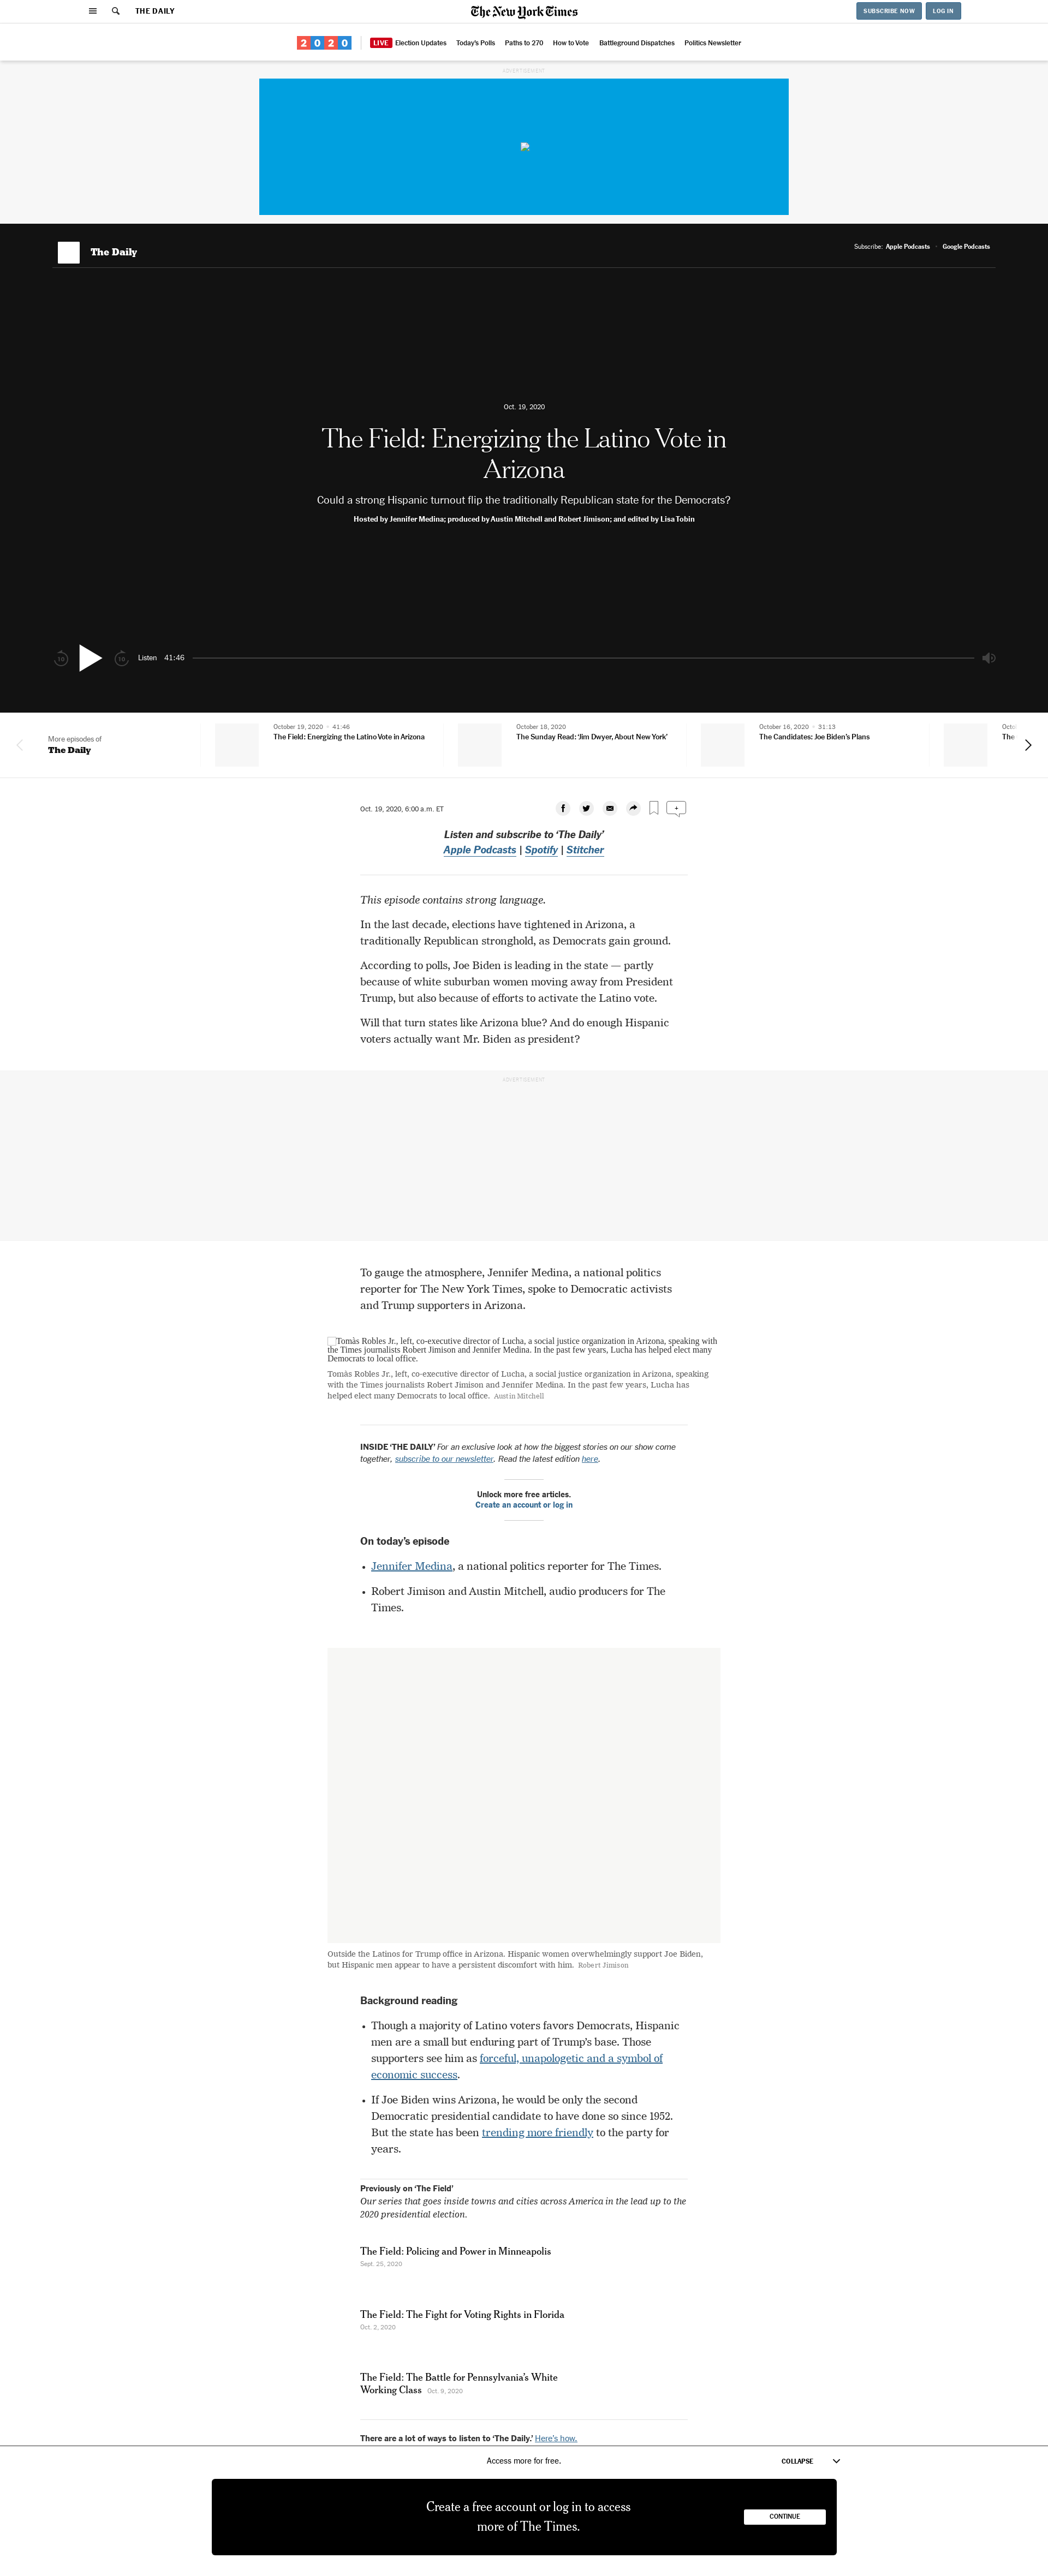 THE DAILY
The New York Times
SUBSCRIBE NOW
LOG IN
2020
LIVE Election Updates Today's Polls Paths to 270 How to Vote Battleground Dispatches Politics Newsletter
ADVERTISEMENT
The Daily
Subscribe: Apple Podcasts · Google Podcasts
Oct. 19, 2020
The Field: Energizing the Latino Vote in
Arizona
Could a strong Hispanic turnout flip the traditionally Republican state for the Democrats?
Hosted by Jennifer Medina; produced by Austin Mitchell and Robert Jimison; and edited by Lisa Tobin
10
10
Listen 41:46
More episodes of
The Daily
October 19, 2020 · 41:46
The Field: Energizing the Latino Vote in Arizona
October 18, 2020
The Sunday Read: ‘Jim Dwyer, About New York’
October 16, 2020 · 31:13
The Candidates: Joe Biden’s Plans
The
Oct. 19, 2020, 6:00 a.m. ET
+
Listen and subscribe to ‘The Daily’
Apple Podcasts | Spotify | Stitcher
This episode contains strong language.
In the last decade, elections have tightened in Arizona, a
traditionally Republican stronghold, as Democrats gain ground.
According to polls, Joe Biden is leading in the state — partly
because of white suburban women moving away from President
Trump, but also because of efforts to activate the Latino vote.
Will that turn states like Arizona blue? And do enough Hispanic
voters actually want Mr. Biden as president?
ADVERTISEMENT
To gauge the atmosphere, Jennifer Medina, a national politics
reporter for The New York Times, spoke to Democratic activists
and Trump supporters in Arizona.
Tomàs Robles Jr., left, co-executive director of Lucha, a social justice organization in Arizona, speaking with
the Times journalists Robert Jimison and Jennifer Medina. In the past few years, Lucha has helped elect many
Democrats to local office.
Tomàs Robles Jr., left, co-executive director of Lucha, a social justice organization in Arizona, speaking
with the Times journalists Robert Jimison and Jennifer Medina. In the past few years, Lucha has
helped elect many Democrats to local office. Austin Mitchell
INSIDE ‘THE DAILY’ For an exclusive look at how the biggest stories on our show come
together, subscribe to our newsletter. Read the latest edition here.
Unlock more free articles.
Create an account or log in
On today’s episode
• Jennifer Medina, a national politics reporter for The Times.
• Robert Jimison and Austin Mitchell, audio producers for The
Times.
Outside the Latinos for Trump office in Arizona. Hispanic women overwhelmingly support Joe Biden,
but Hispanic men appear to have a persistent discomfort with him. Robert Jimison
Background reading
• Though a majority of Latino voters favors Democrats, Hispanic
men are a small but enduring part of Trump’s base. Those
supporters see him as forceful, unapologetic and a symbol of
economic success.
• If Joe Biden wins Arizona, he would be only the second
Democratic presidential candidate to have done so since 1952.
But the state has been trending more friendly to the party for
years.
Previously on ‘The Field’
Our series that goes inside towns and cities across America in the lead up to the
2020 presidential election.
The Field: Policing and Power in Minneapolis
Sept. 25, 2020
The Field: The Fight for Voting Rights in Florida
Oct. 2, 2020
The Field: The Battle for Pennsylvania’s White
Working Class Oct. 9, 2020
There are a lot of ways to listen to ‘The Daily.’ Here’s how.
Access more for free.
COLLAPSE
Create a free account or log in to access
more of The Times.
CONTINUE